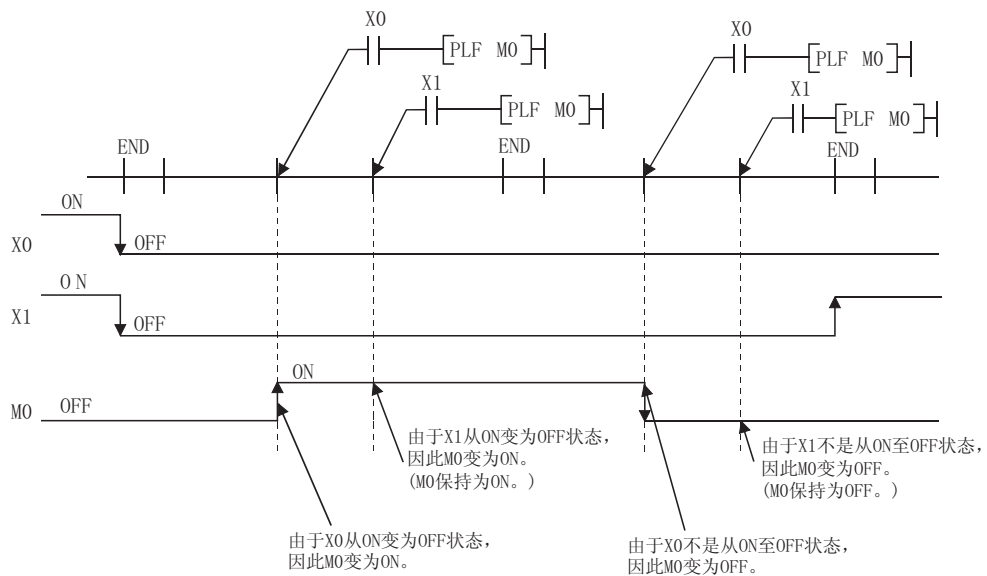 X0
PLF M0
X0
PLF M0
X1
PLF M0
X1
PLF M0
END
END
END
ON
X0
OFF
O N
X1
OFF
ON
M0
OFF
由于X1从ON变为OFF状态，
因此M0变为ON。
(M0保持为ON。)
由于X1不是从ON至OFF状态，
因此M0变为OFF。
(M0保持为OFF。)
由于X0从ON变为OFF状态，
因此M0变为ON。
由于X0不是从ON至OFF状态，
因此M0变为OFF。